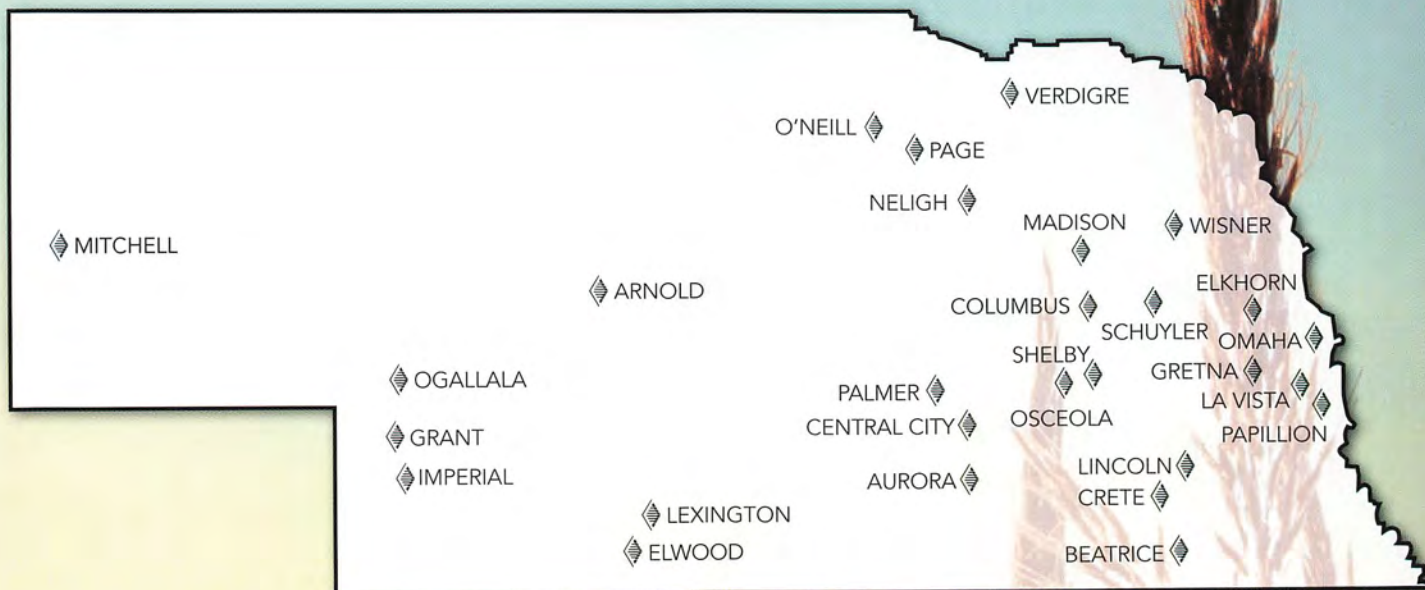 VERDIGRE
O'NEILL
PAGE
NELIGH
MADISON
WISNER
MITCHELL
ARNOLD
ELKHORN
COLUMBUS
SCHUYLER
OMAHA
SHELBY
GRETNA
OGALLALA
PALMER
LA VISTA
OSCEOLA
CENTRAL CITY
PAPILLION
GRANT
LINCOLN
IMPERIAL
AURORA
CRETE
LEXINGTON
ELWOOD
BEATRICE